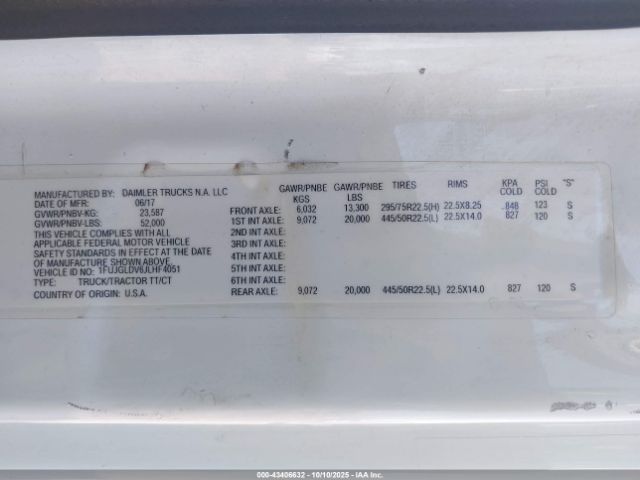 MANUFACTURED BY: DAIMLER TRUCKS N.A. LLC
DATE OF MFR: 06/17
GVWR/PNBV-KG: 23,587
GVWR/PNBV-LBS: 52,000
THIS VEHICLE COMPLIES WITH ALL
APPLICABLE FEDERAL MOTOR VEHICLE
SAFETY STANDARDS IN EFFECT AT THE DATE
OF MANUFACTURE SHOWN ABOVE.
VEHICLE ID NO.: 1FUJGLDV6JLHF4051
TYPE: TRUCK/TRACTOR TT/CT
COUNTRY OF ORIGIN: U.S.A.
GAWR/PNBE KGS GAWR/PNBE LBS TIRES RIMS KPA COLD PSI COLD "S"
FRONT AXLE: 6,032 13,300 295/75R22.5(H) 22.5X8.25 848 123 S
1ST INT AXLE: 9,072 20,000 445/50R22.5(L) 22.5X14.0 827 120 S
2ND INT AXLE:
3RD INT AXLE:
4TH INT AXLE:
5TH INT AXLE:
6TH INT AXLE:
REAR AXLE: 9,072 20,000 445/50R22.5(L) 22.5X14.0 827 120 S
000-43406632 - 10/10/2025 - IAAI.COM